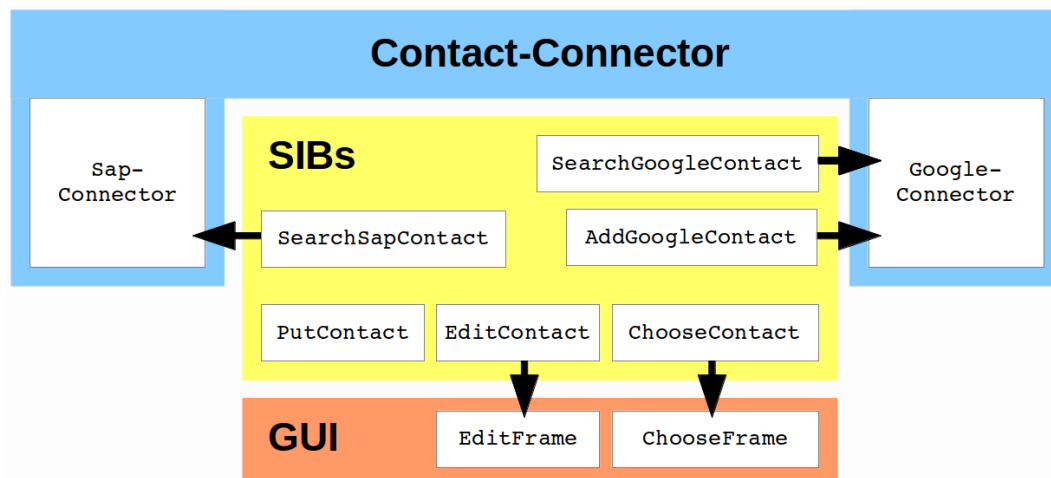 Contact-Connector
Sap-
Connector
SIBs
SearchGoogleContact
Google-
Connector
SearchSapContact
AddGoogleContact
PutContact
EditContact
ChooseContact
GUI
EditFrame
ChooseFrame